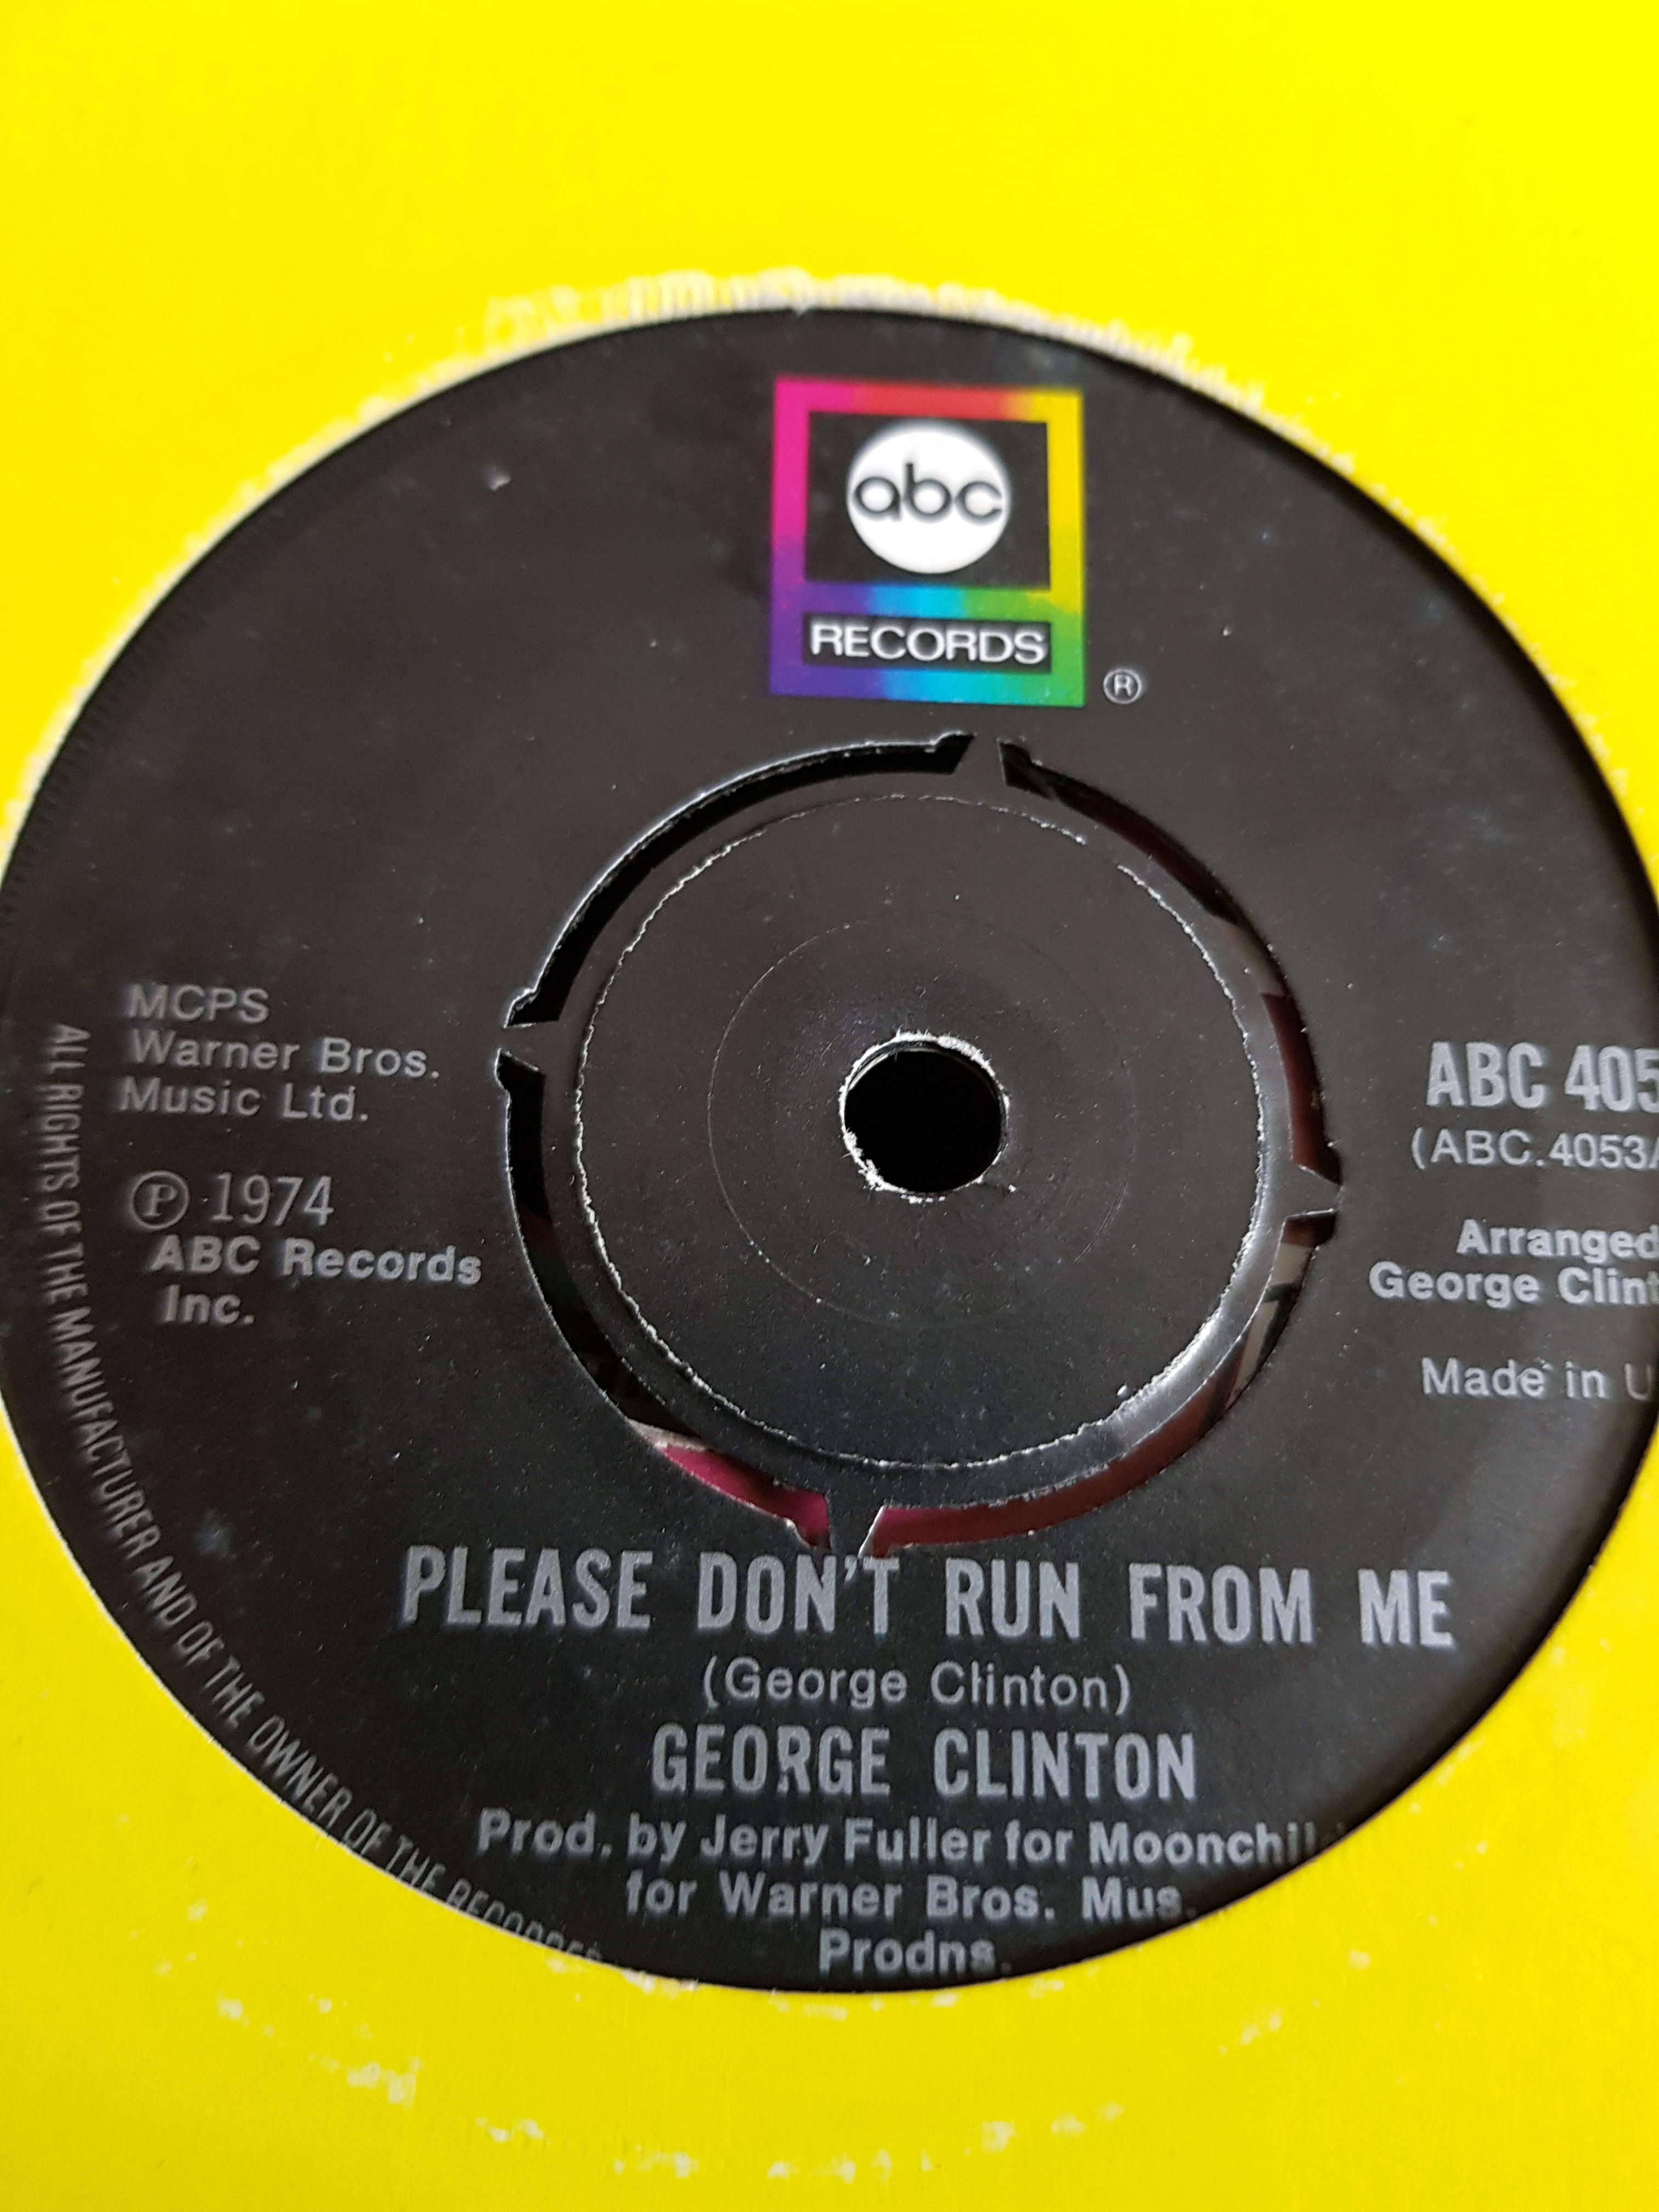 abc
RECORDS
®
MCPS
Warner Bros.
Music Ltd.
℗ 1974
ABC Records
Inc.
ABC 405
(ABC.4053
Arranged
George Clint
Made in U
PLEASE DON'T RUN FROM ME
(George Clinton)
GEORGE CLINTON
Prod. by Jerry Fuller for Moonchil
for Warner Bros. Mus.
Prodns.
ALL RIGHTS OF THE MANUFACTURER AND OF THE OWNER OF THE RECORDED